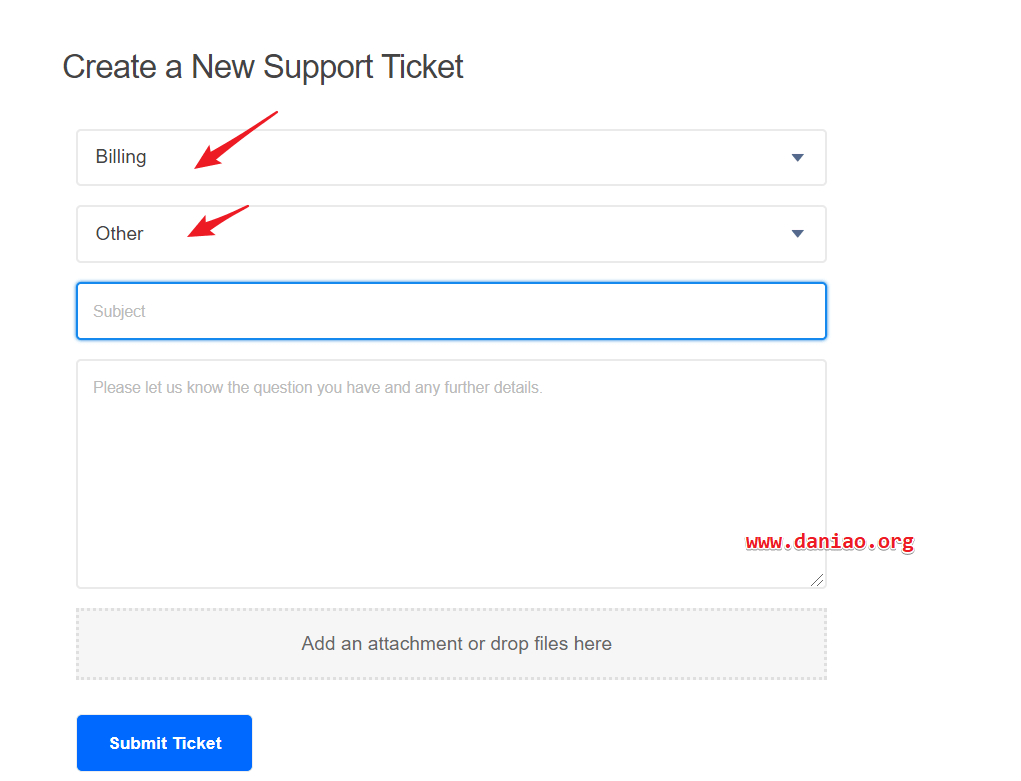 Create a New Support Ticket
Billing
Other
Subject
Please let us know the question you have and any further details.
www.daniao.org
Add an attachment or drop files here
Submit Ticket